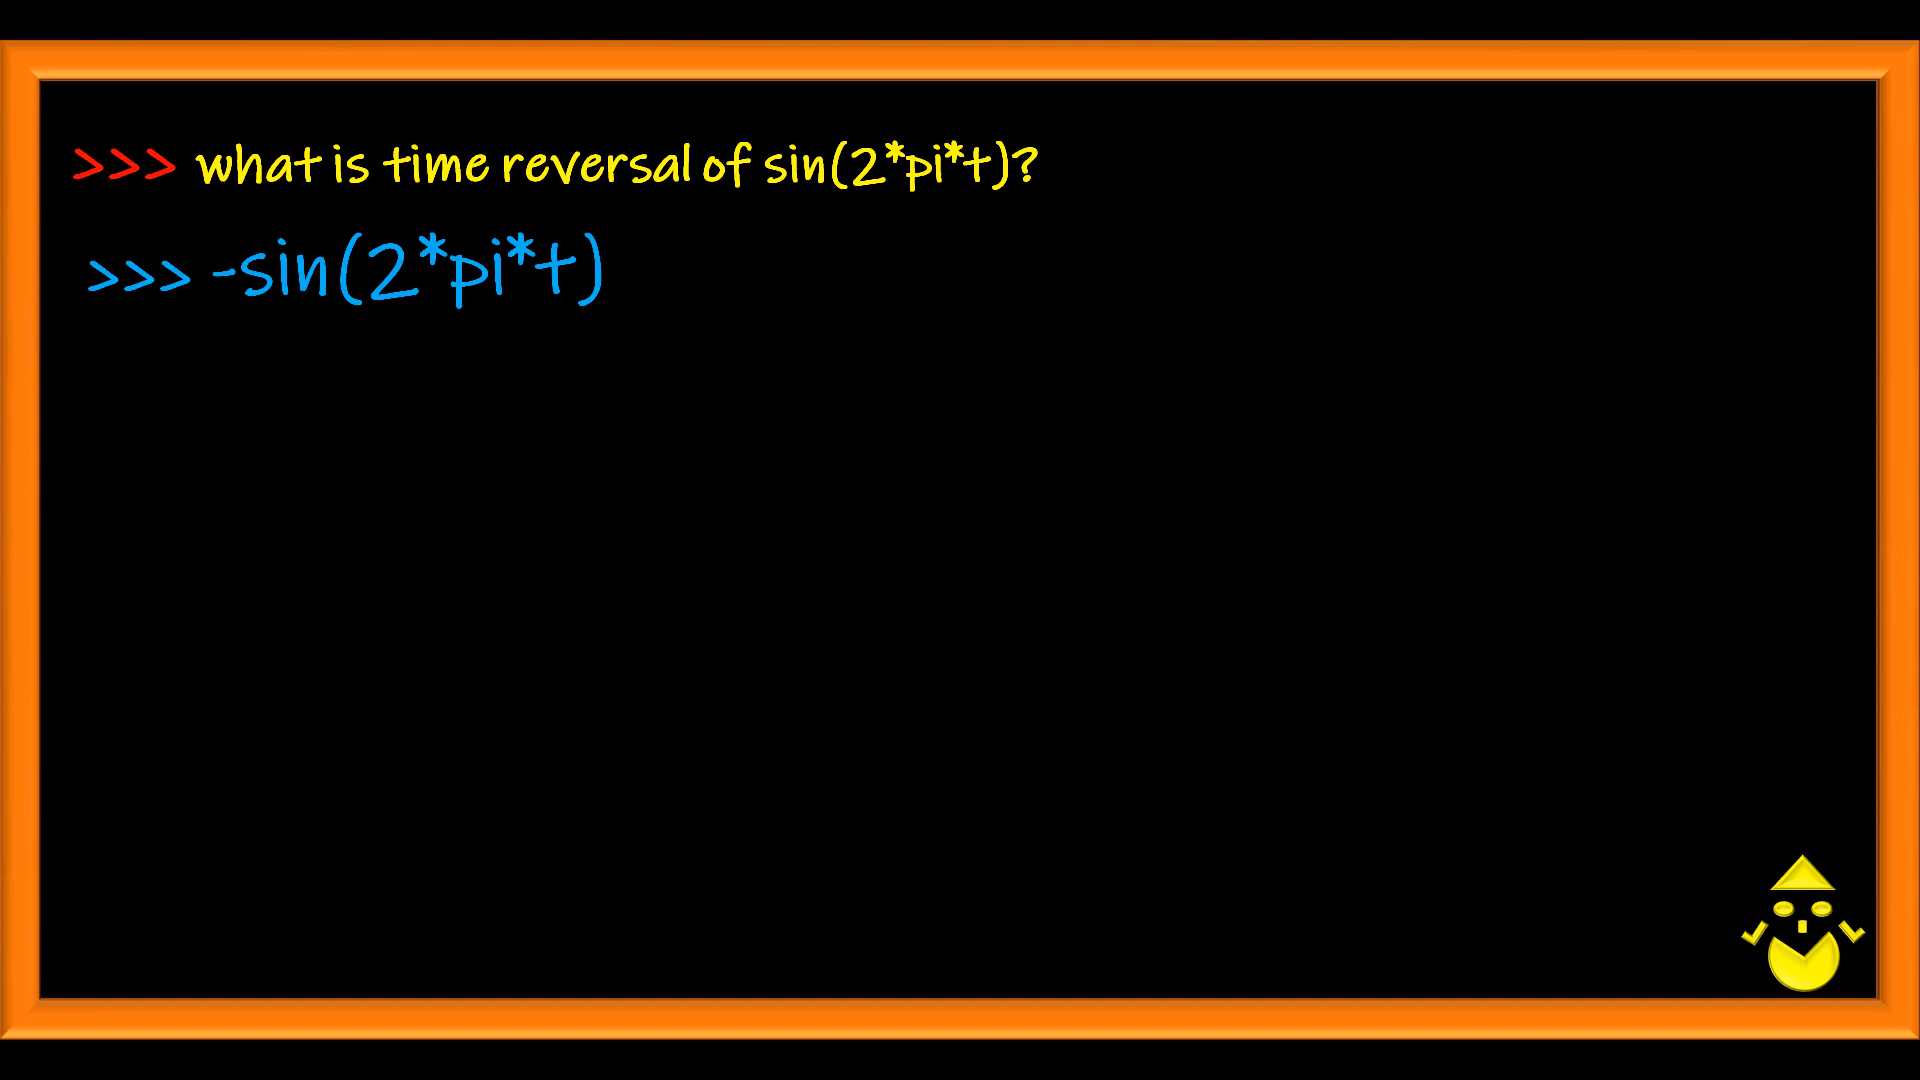 >>> what is time reversal of sin(2*pi*t)?
>>> -sin(2*pi*t)